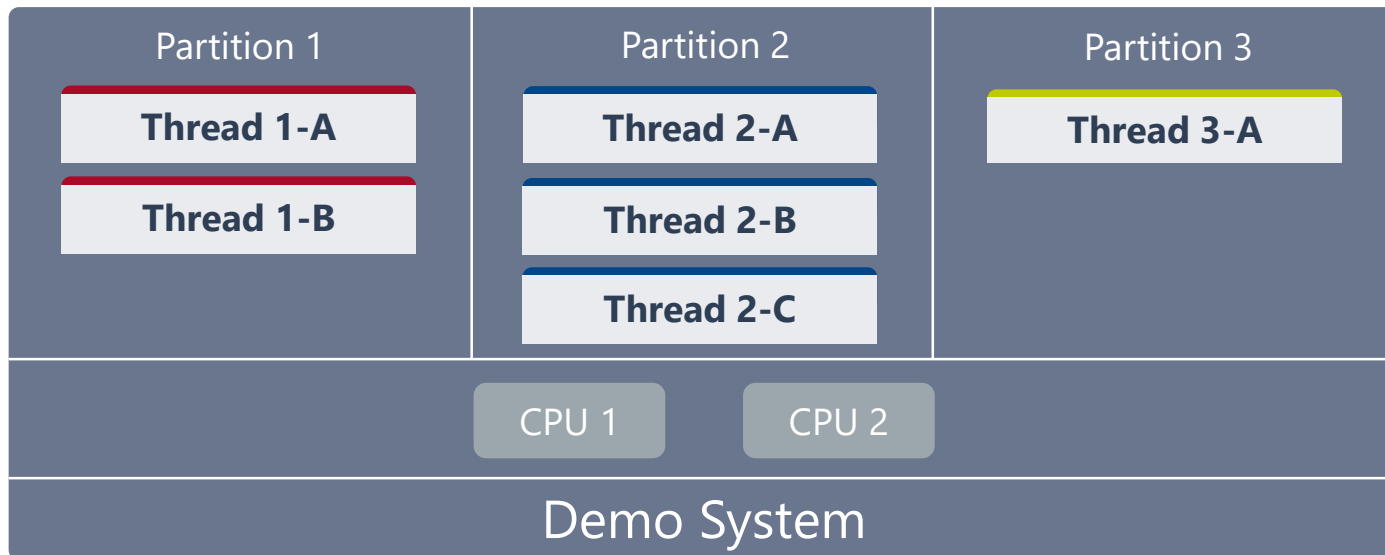 Partition 1
Thread 1-A
Thread 1-B
Partition 2
Thread 2-A
Thread 2-B
Thread 2-C
Partition 3
Thread 3-A
CPU 1
CPU 2
Demo System